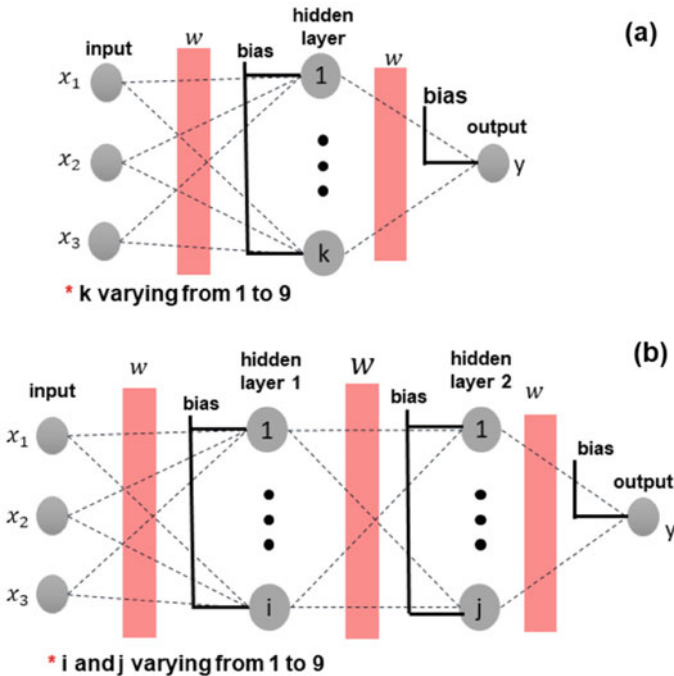 (a)
input
w
bias
hidden
layer
w
bias
output
x₁
x₂
x₃
1
k
y
* k varying from 1 to 9
(b)
input
w
bias
hidden
layer 1
w
bias
hidden
layer 2
w
bias
output
x₁
x₂
x₃
1
i
1
j
y
* i and j varying from 1 to 9